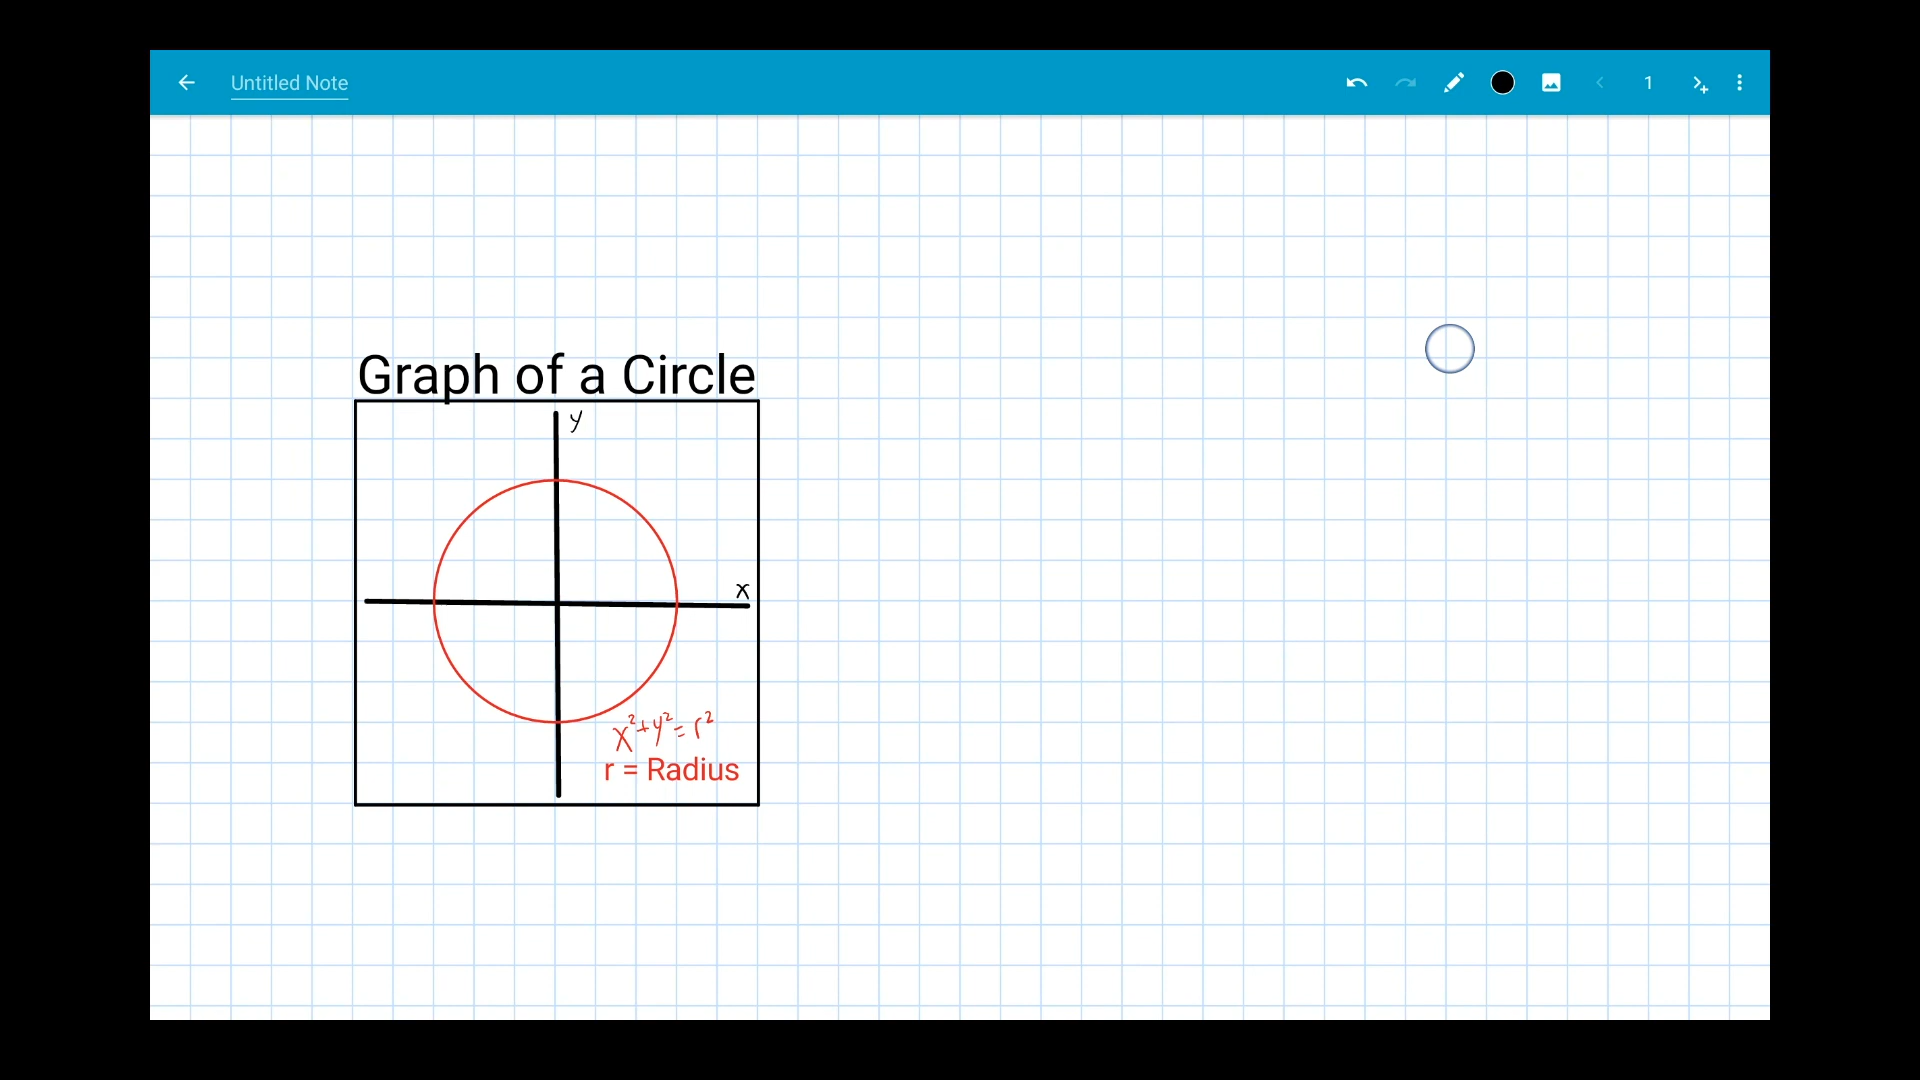 Untitled Note
1
Graph of a Circle
y
x
x²+y²=r²
r = Radius